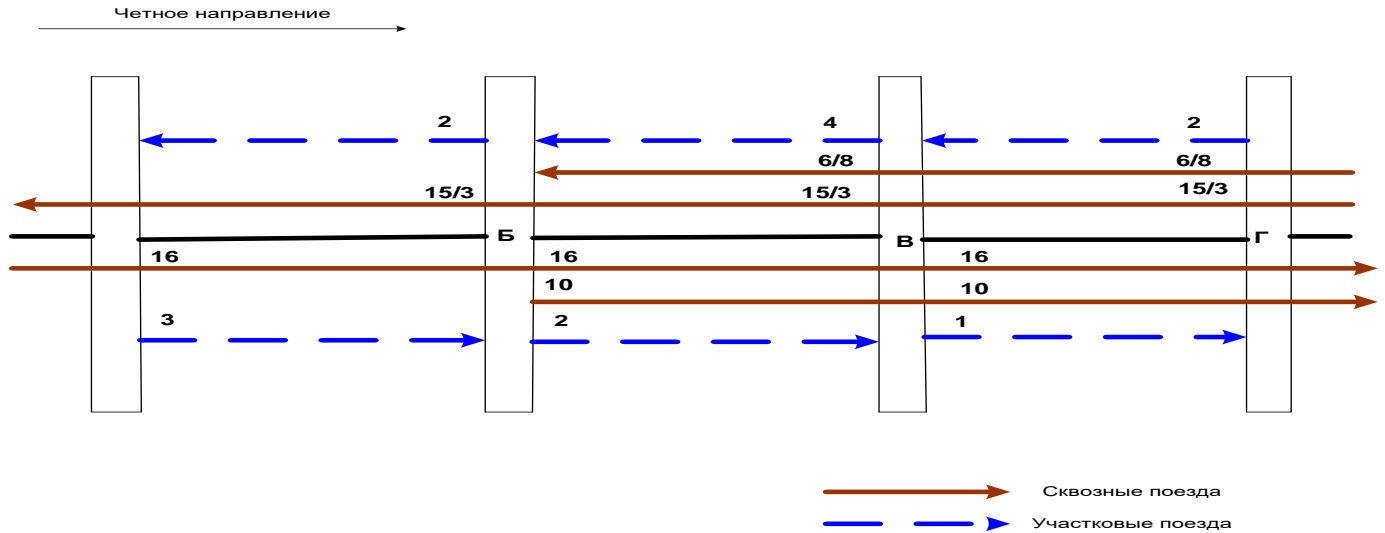 Четное направление
2 4 2
6/8 6/8
15/3 15/3 15/3
Б В Г
16 16 16
10 10
3 2 1
Сквозные поезда
Участковые поезда